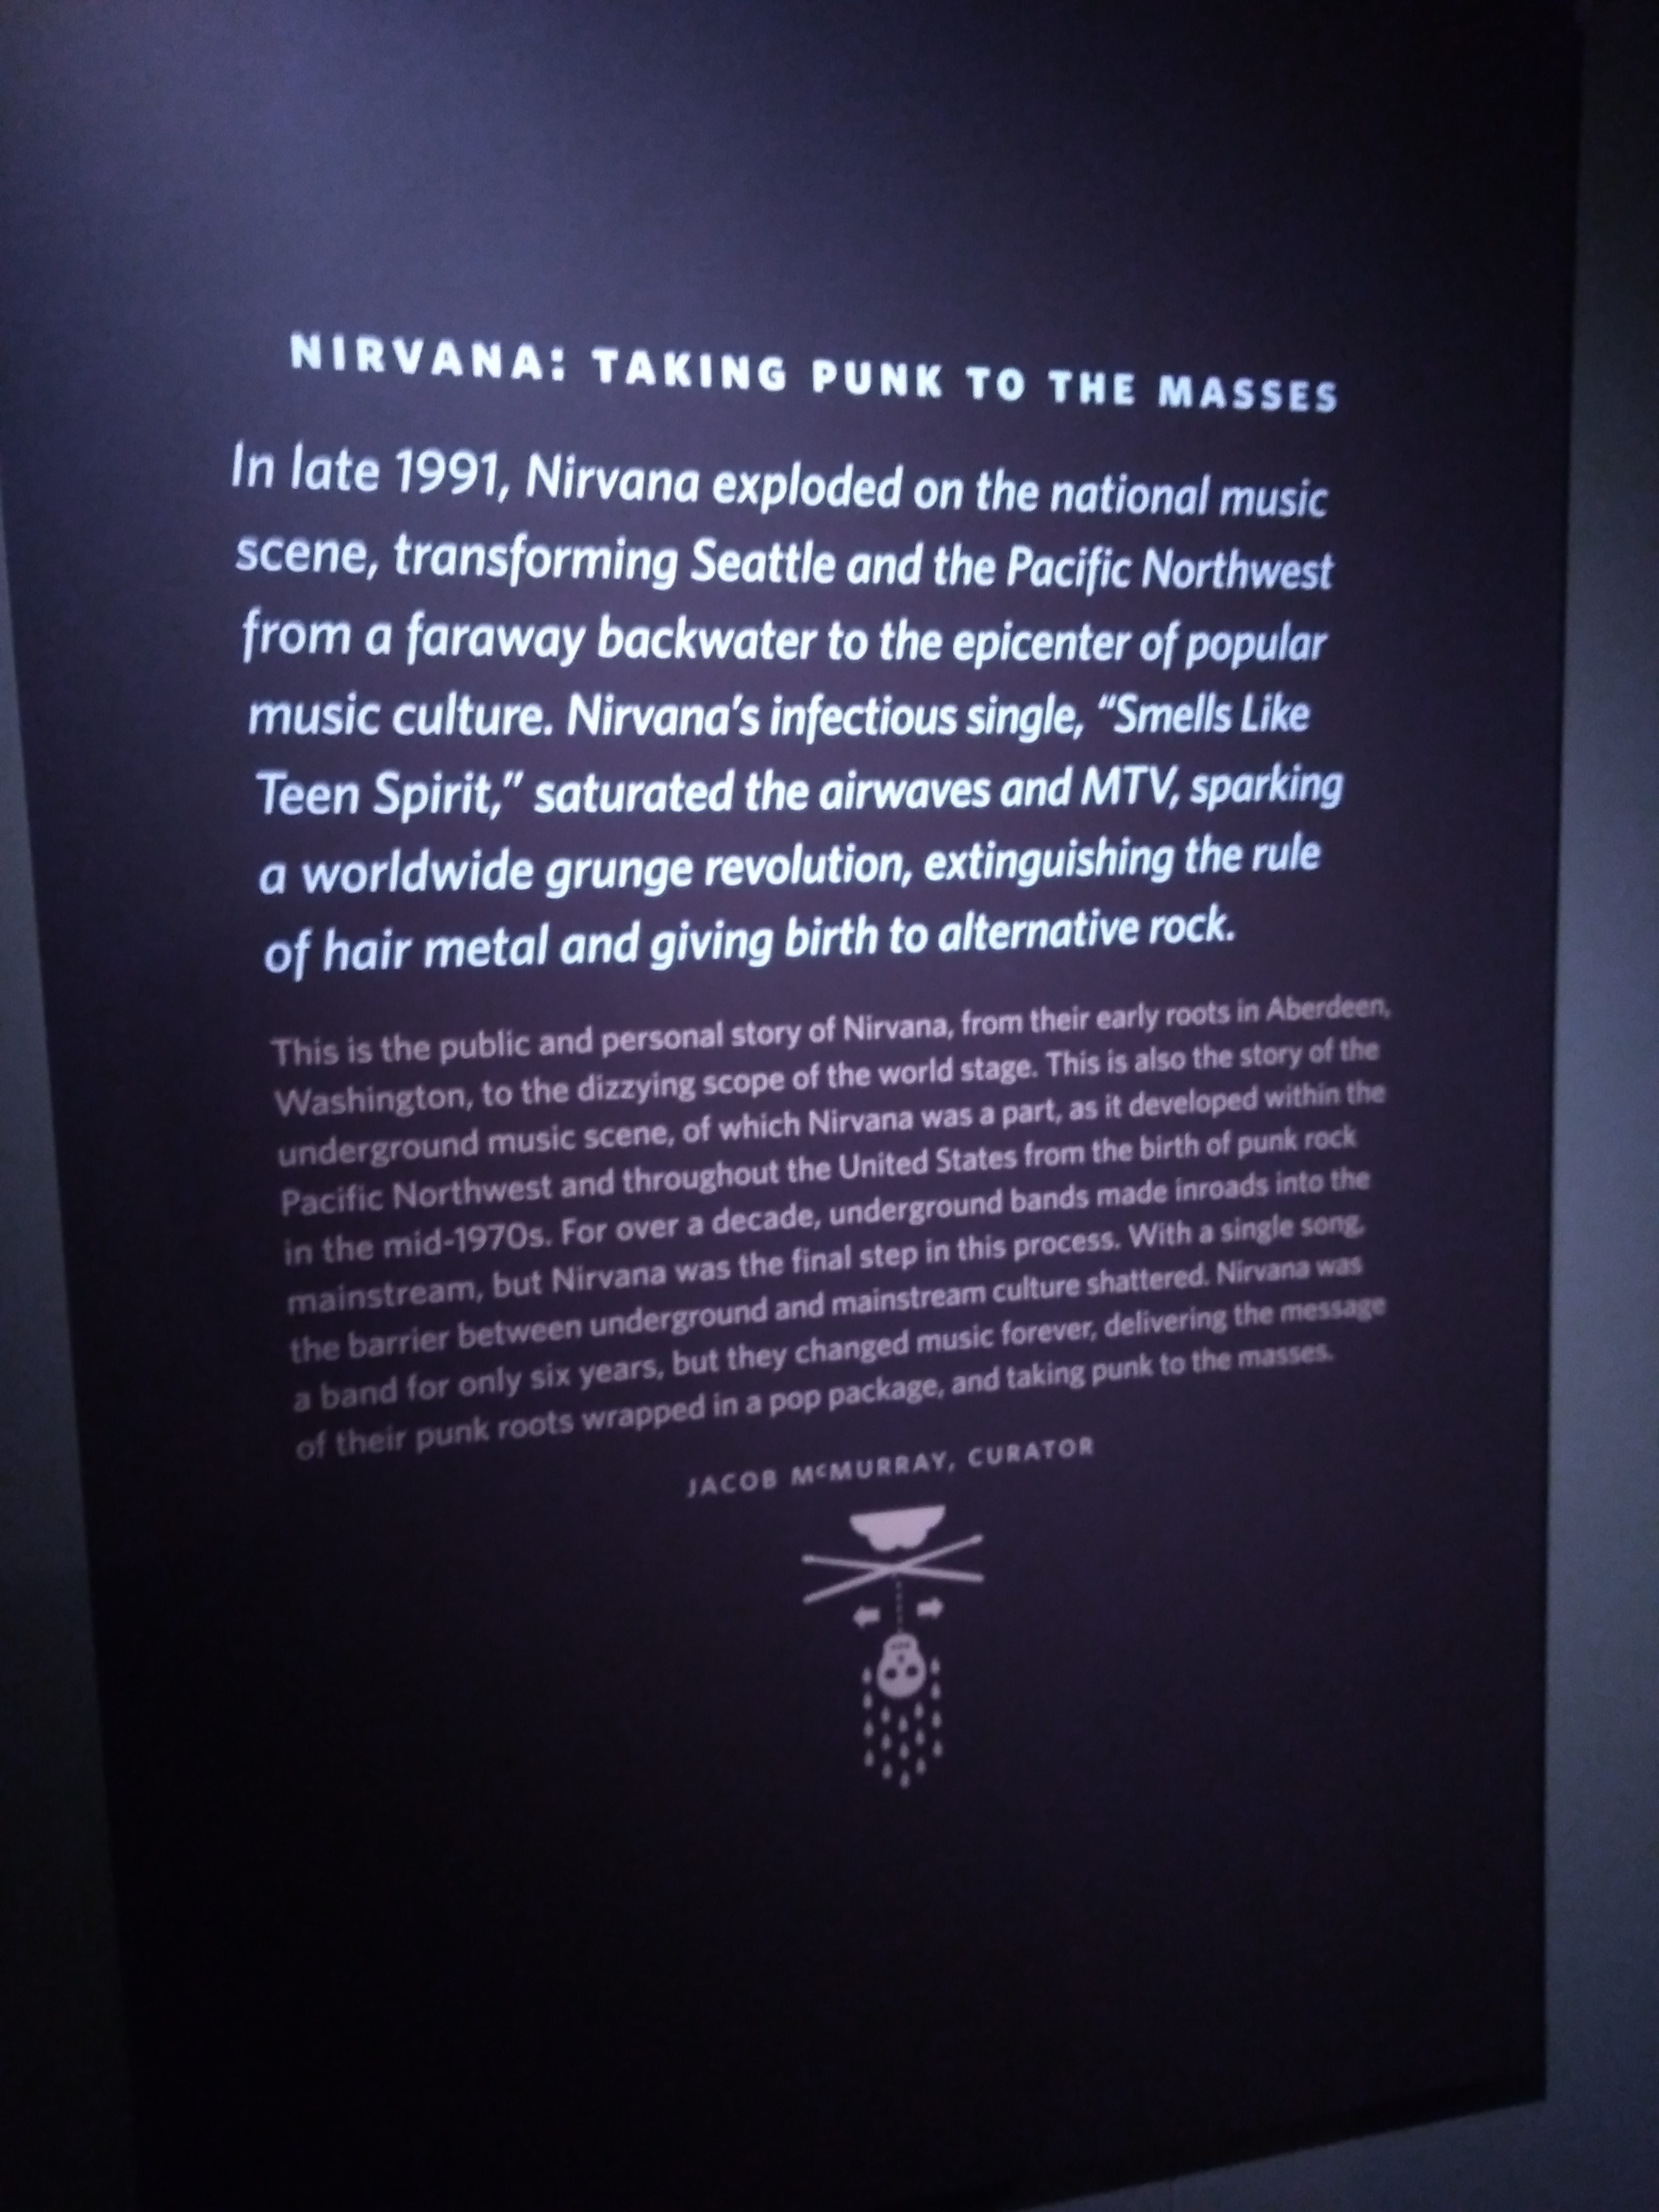 NIRVANA: TAKING PUNK TO THE MASSES
In late 1991, Nirvana exploded on the national music
scene, transforming Seattle and the Pacific Northwest
from a faraway backwater to the epicenter of popular
music culture. Nirvana's infectious single, “Smells Like
Teen Spirit,” saturated the airwaves and MTV, sparking
a worldwide grunge revolution, extinguishing the rule
of hair metal and giving birth to alternative rock.
This is the public and personal story of Nirvana, from their early roots in Aberdeen,
Washington, to the dizzying scope of the world stage. This is also the story of the
underground music scene, of which Nirvana was a part, as it developed within the
Pacific Northwest and throughout the United States from the birth of punk rock
in the mid-1970s. For over a decade, underground bands made inroads into the
mainstream, but Nirvana was the final step in this process. With a single song,
the barrier between underground and mainstream culture shattered. Nirvana was
a band for only six years, but they changed music forever, delivering the message
of their punk roots wrapped in a pop package, and taking punk to the masses.
JACOB McMURRAY, CURATOR